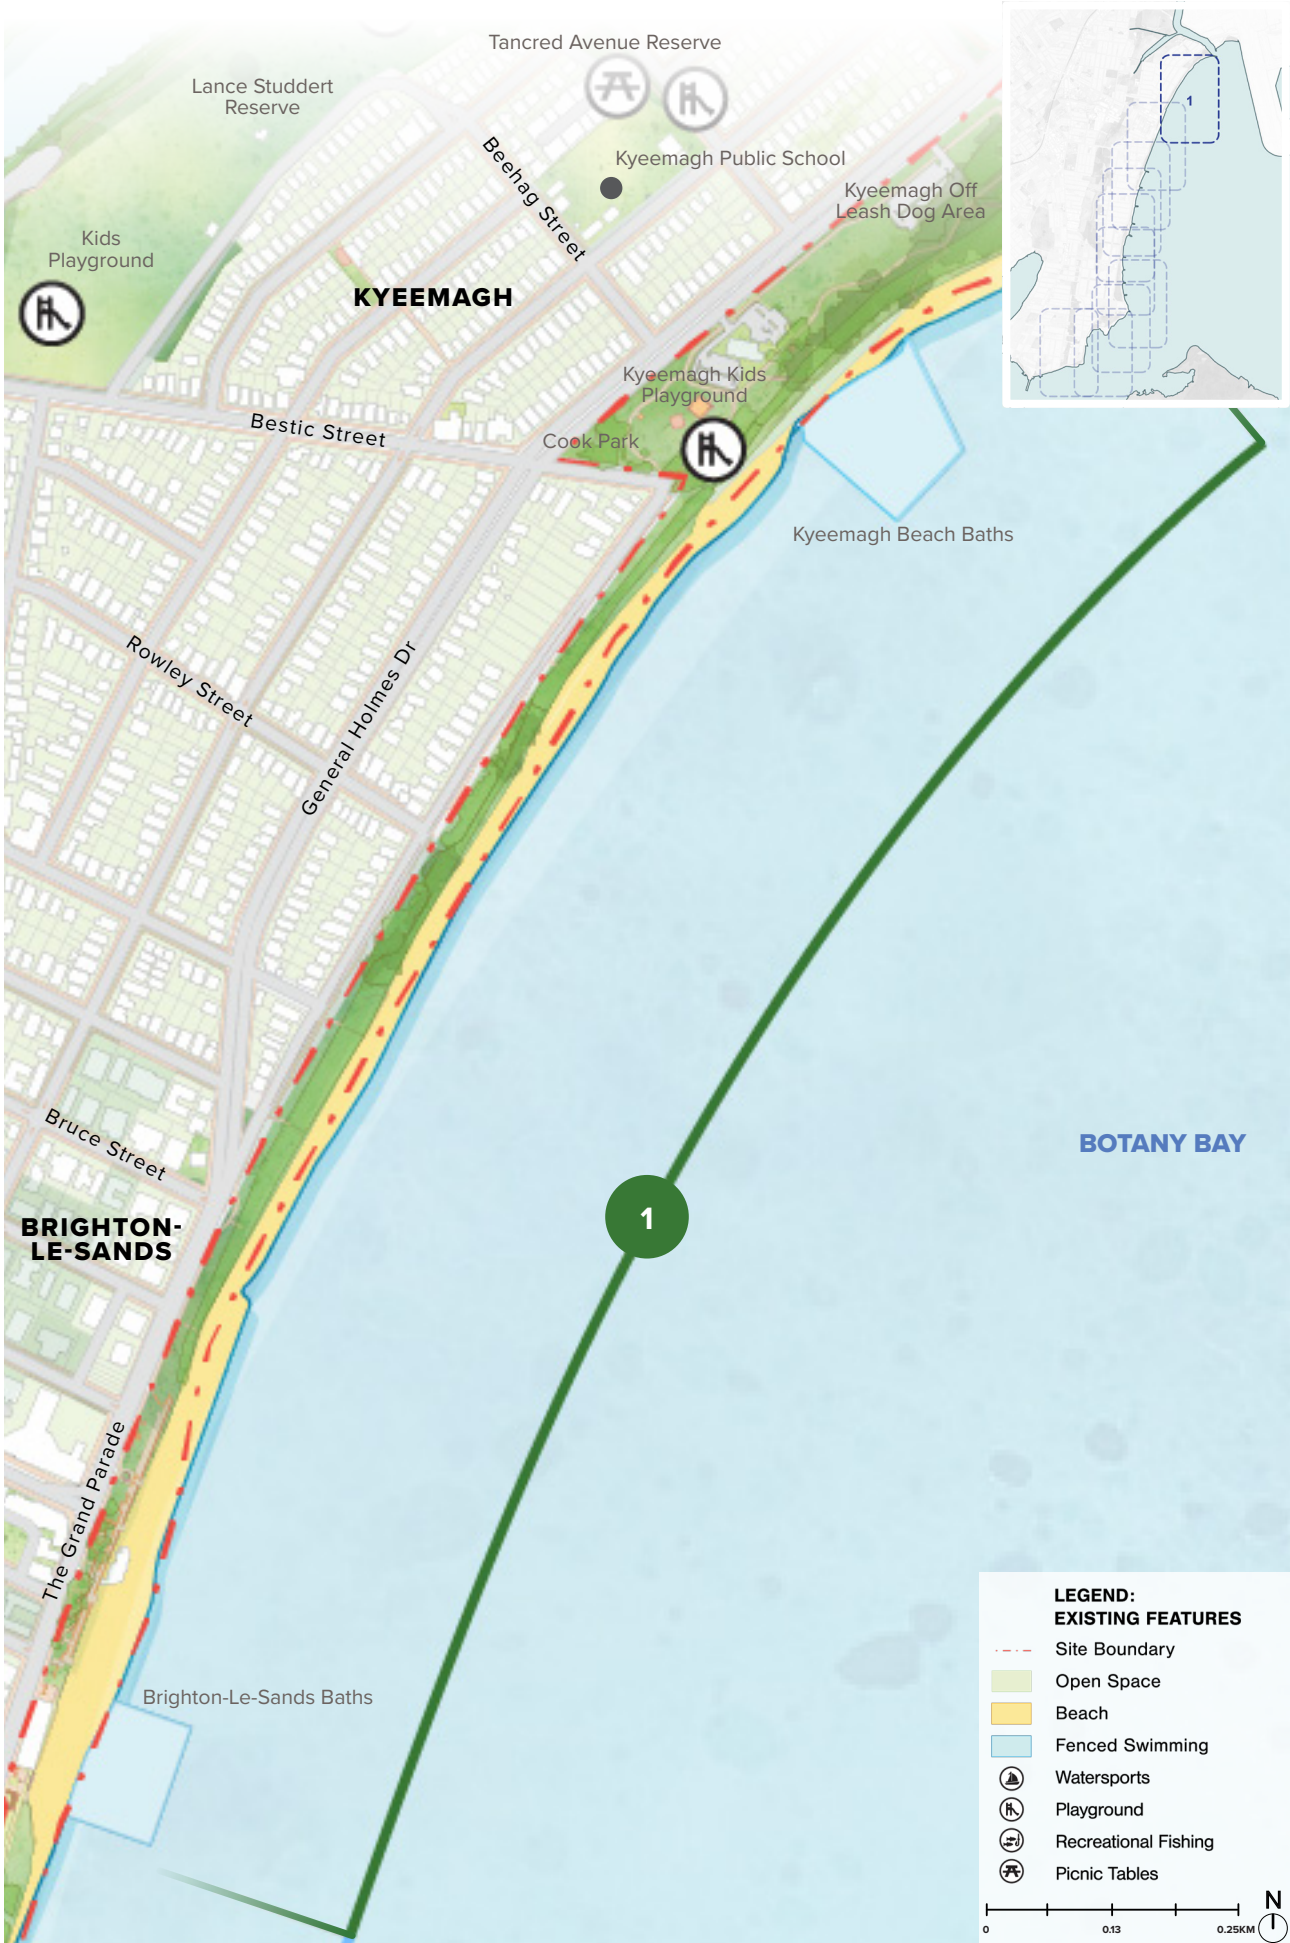 Tancred Avenue Reserve
Lance Studdert
Reserve
1
Beehag Street
Kyeemagh Public School
Kyeemagh Off
Leash Dog Area
Kids
Playground
KYEEMAGH
Kyeemagh Kids
Playground
Bestic Street
Cook Park
Kyeemagh Beach Baths
Rowley Street
General Holmes Dr
Bruce Street
BOTANY BAY
1
BRIGHTON-
LE-SANDS
The Grand Parade
Brighton-Le-Sands Baths
LEGEND:
EXISTING FEATURES
Site Boundary
Open Space
Beach
Fenced Swimming
Watersports
Playground
Recreational Fishing
Picnic Tables
N
0 0.13 0.25KM